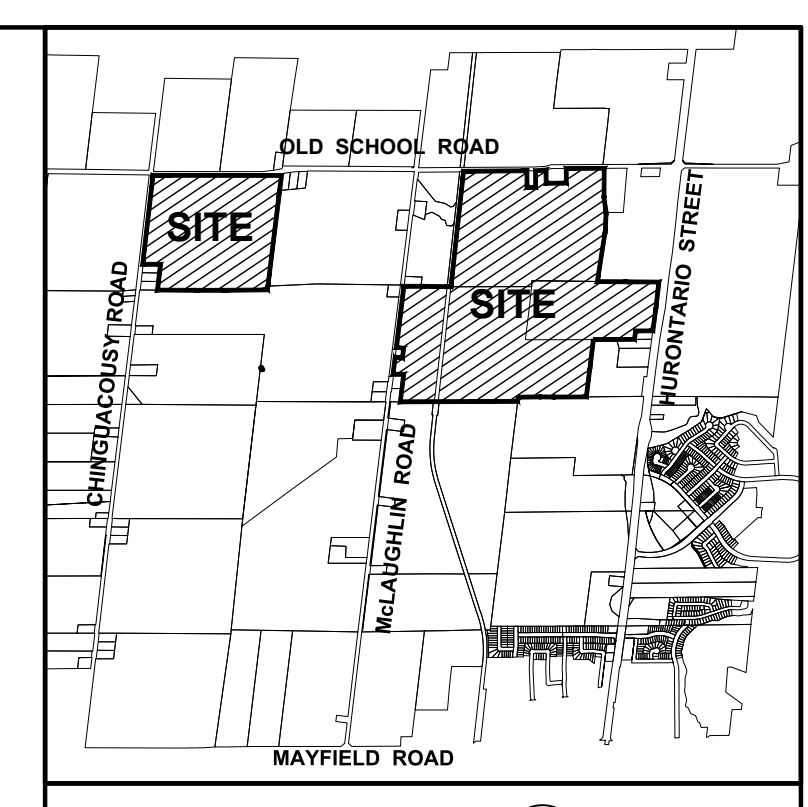 OLD SCHOOL ROAD
SITE
SITE
HURONTARIO STREET
CHINGUACOUSY ROAD
McLAUGHLIN ROAD
MAYFIELD ROAD